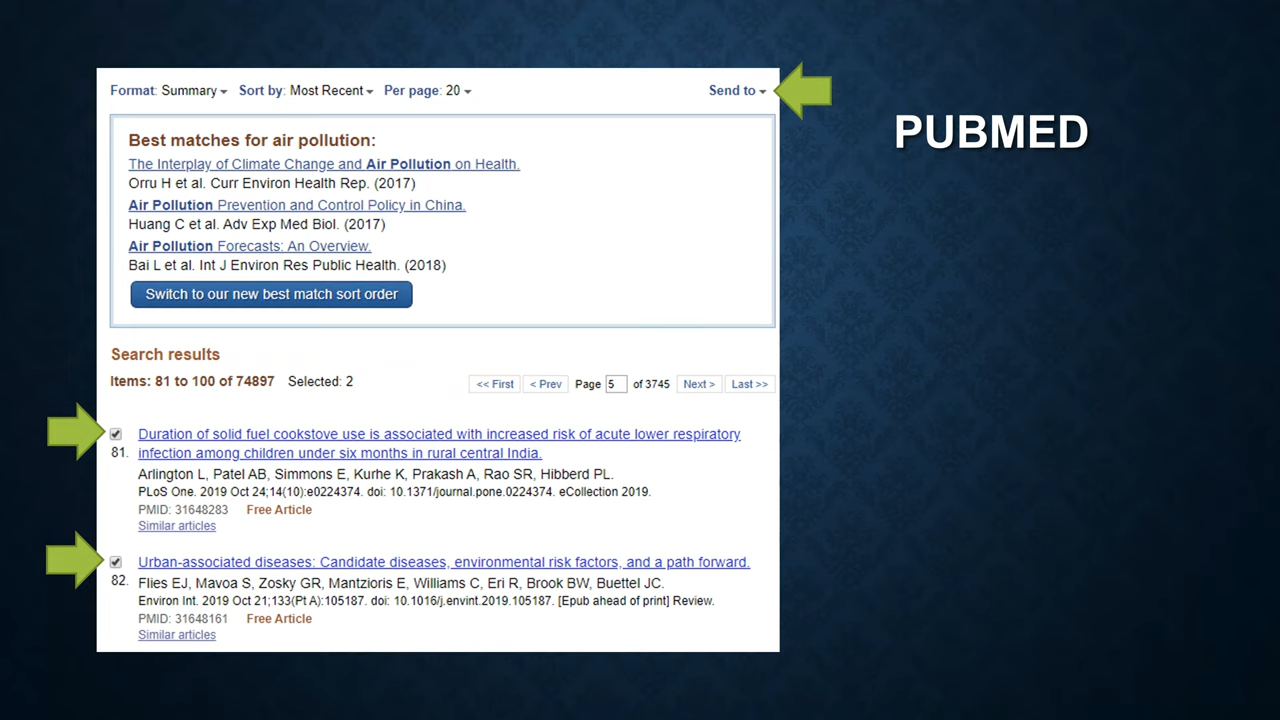 Format: Summary Sort by: Most Recent Per page: 20 Send to
PUBMED
Best matches for air pollution:
The Interplay of Climate Change and Air Pollution on Health.
Orru H et al. Curr Environ Health Rep. (2017)
Air Pollution Prevention and Control Policy in China.
Huang C et al. Adv Exp Med Biol. (2017)
Air Pollution Forecasts: An Overview.
Bai L et al. Int J Environ Res Public Health. (2018)
Switch to our new best match sort order
Search results
Items: 81 to 100 of 74897 Selected: 2
<< First < Prev Page 5 of 3745 Next > Last >>
Duration of solid fuel cookstove use is associated with increased risk of acute lower respiratory
81. infection among children under six months in rural central India.
Arlington L, Patel AB, Simmons E, Kurhe K, Prakash A, Rao SR, Hibberd PL.
PLoS One. 2019 Oct 24;14(10):e0224374. doi: 10.1371/journal.pone.0224374. eCollection 2019.
PMID: 31648283 Free Article
Similar articles
Urban-associated diseases: Candidate diseases, environmental risk factors, and a path forward.
82. Flies EJ, Mavoa S, Zosky GR, Mantzioris E, Williams C, Eri R, Brook BW, Buettel JC.
Environ Int. 2019 Oct 21;133(Pt A):105187. doi: 10.1016/j.envint.2019.105187. [Epub ahead of print] Review.
PMID: 31648161 Free Article
Similar articles